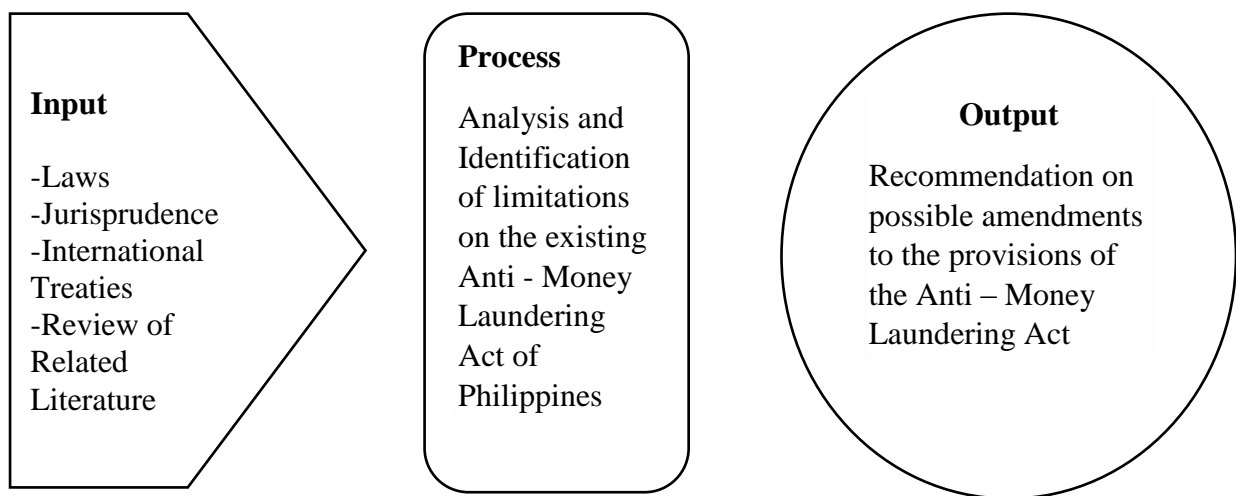 Input
-Laws
-Jurisprudence
-International
Treaties
-Review of
Related
Literature
Process
Analysis and
Identification
of limitations
on the existing
Anti - Money
Laundering
Act of
Philippines
Output
Recommendation on
possible amendments
to the provisions of
the Anti – Money
Laundering Act